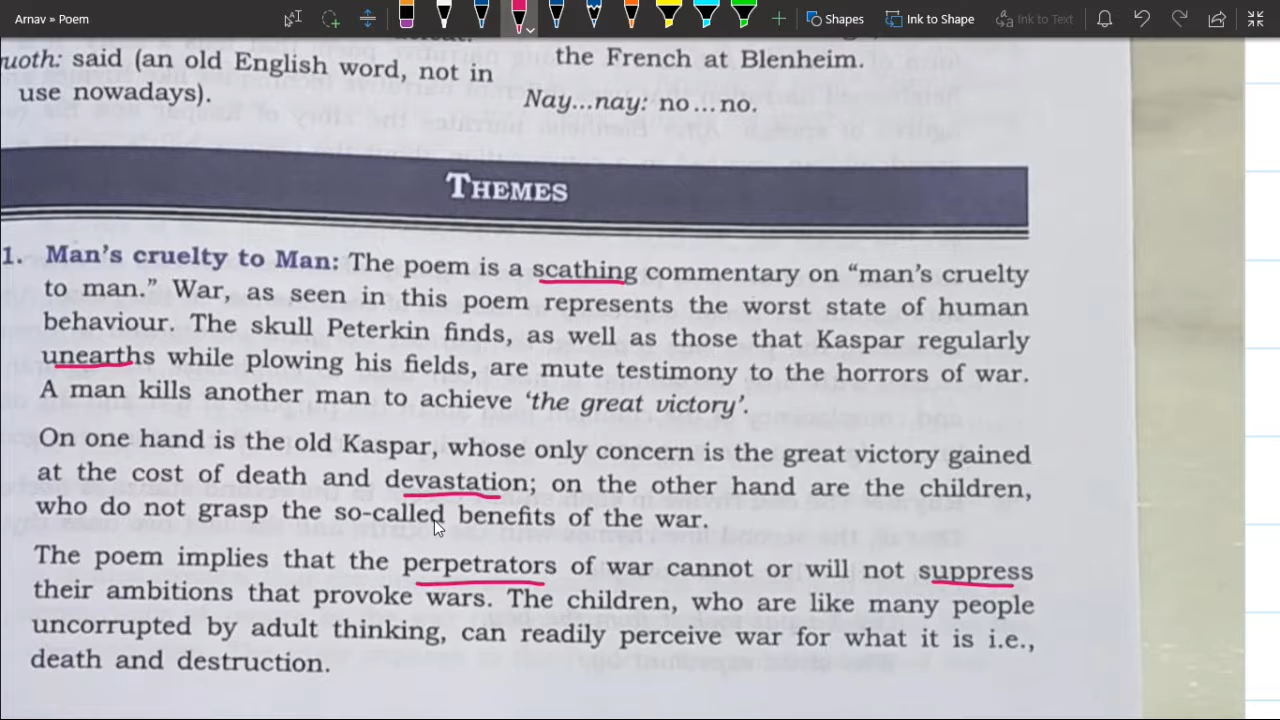 Arnav » Poem
Shapes
Ink to Shape
Ink to Text
uoth: said (an old English word, not in
use nowadays).
the French at Blenheim.
Nay...nay: no...no.
THEMES
1. Man's cruelty to Man: The poem is a scathing commentary on “man's cruelty
to man.” War, as seen in this poem represents the worst state of human
behaviour. The skull Peterkin finds, as well as those that Kaspar regularly
unearths while plowing his fields, are mute testimony to the horrors of war.
A man kills another man to achieve ‘the great victory’.
On one hand is the old Kaspar, whose only concern is the great victory gained
at the cost of death and devastation; on the other hand are the children,
who do not grasp the so-called benefits of the war.
The poem implies that the perpetrators of war cannot or will not suppress
their ambitions that provoke wars. The children, who are like many people
uncorrupted by adult thinking, can readily perceive war for what it is i.e.,
death and destruction.